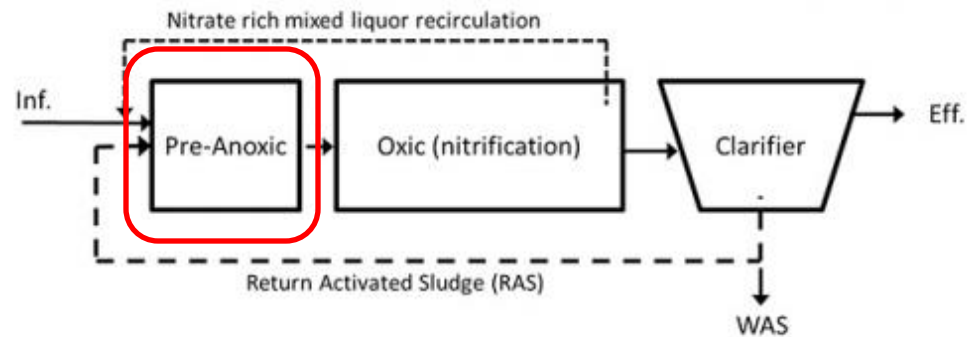 Nitrate rich mixed liquor recirculation
Inf.
Pre-Anoxic
Oxic (nitrification)
Clarifier
Eff.
Return Activated Sludge (RAS)
WAS